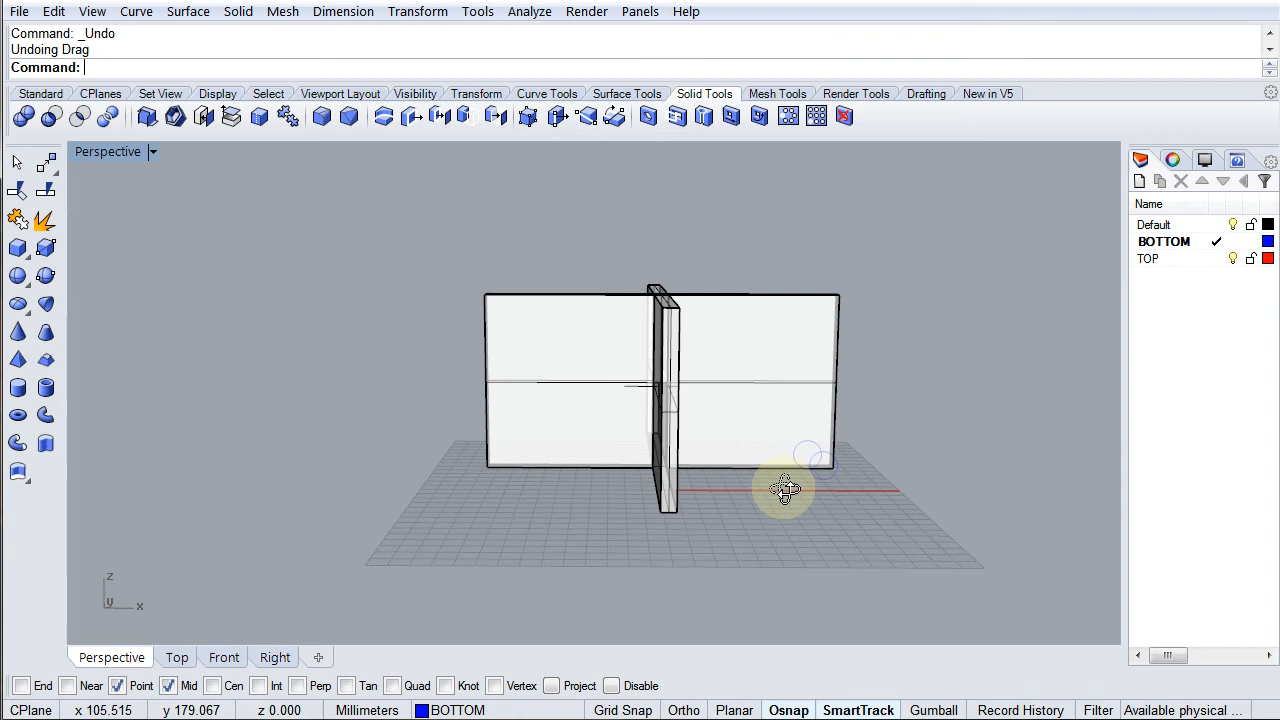 File Edit View Curve Surface Solid Mesh Dimension Transform Tools Analyze Render Panels Help
Command: _Undo
Undoing Drag
Command:
Standard CPlanes Set View Display Select Viewport Layout Visibility Transform Curve Tools Surface Tools Solid Tools Mesh Tools Render Tools Drafting New in V5
Perspective
Name
Default
BOTTOM
TOP
z
y x
Perspective Top Front Right
End Near Point Mid Cen Int Perp Tan Quad Knot Vertex Project Disable
CPlane x 105.515 y 179.067 z 0.000 Millimeters BOTTOM Grid Snap Ortho Planar Osnap SmartTrack Gumball Record History Filter Available physical ...